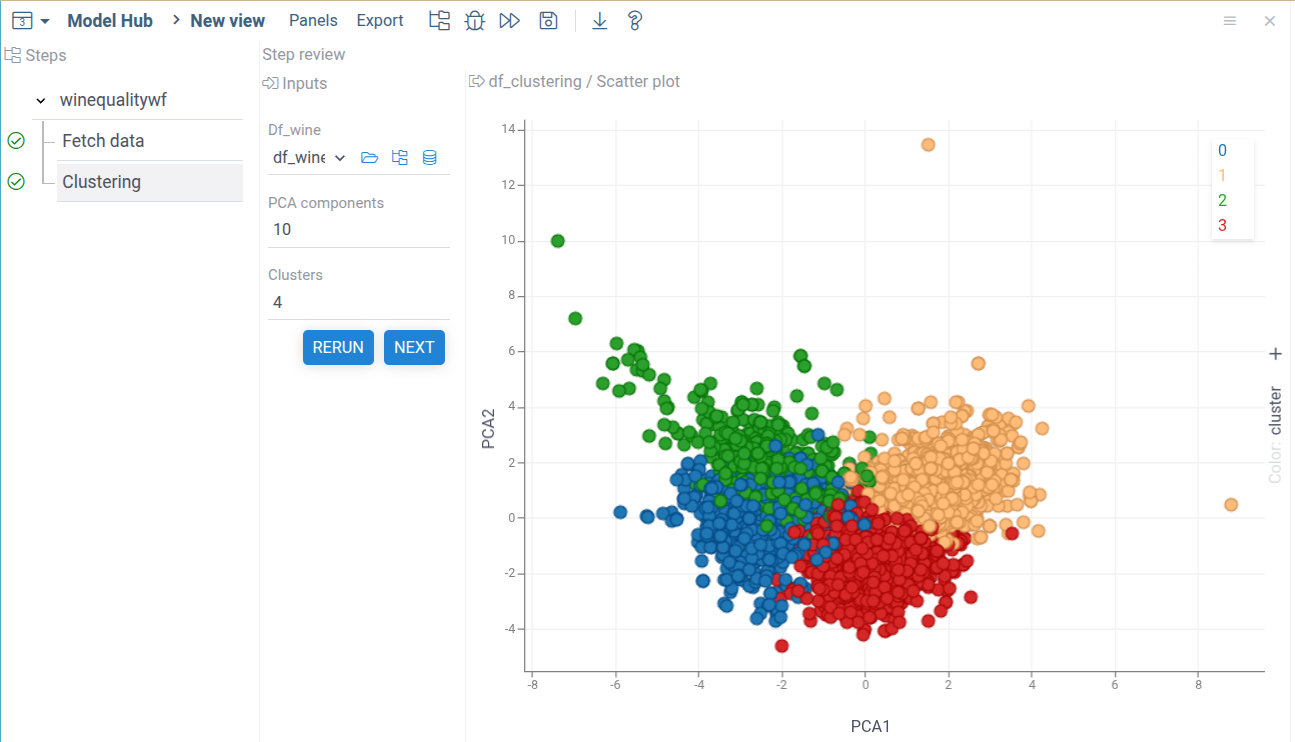 3 Model Hub > New view Panels Export
Steps
winequalitywf
Fetch data
Clustering
Step review
Inputs
Df_wine
df_wine
PCA components
10
Clusters
4
RERUN NEXT
df_clustering / Scatter plot
14
12
10
8
6
4
2
0
-2
-4
PCA2
-8 -6 -4 -2 0 2 4 6 8
PCA1
0
1
2
3
+
Color: cluster